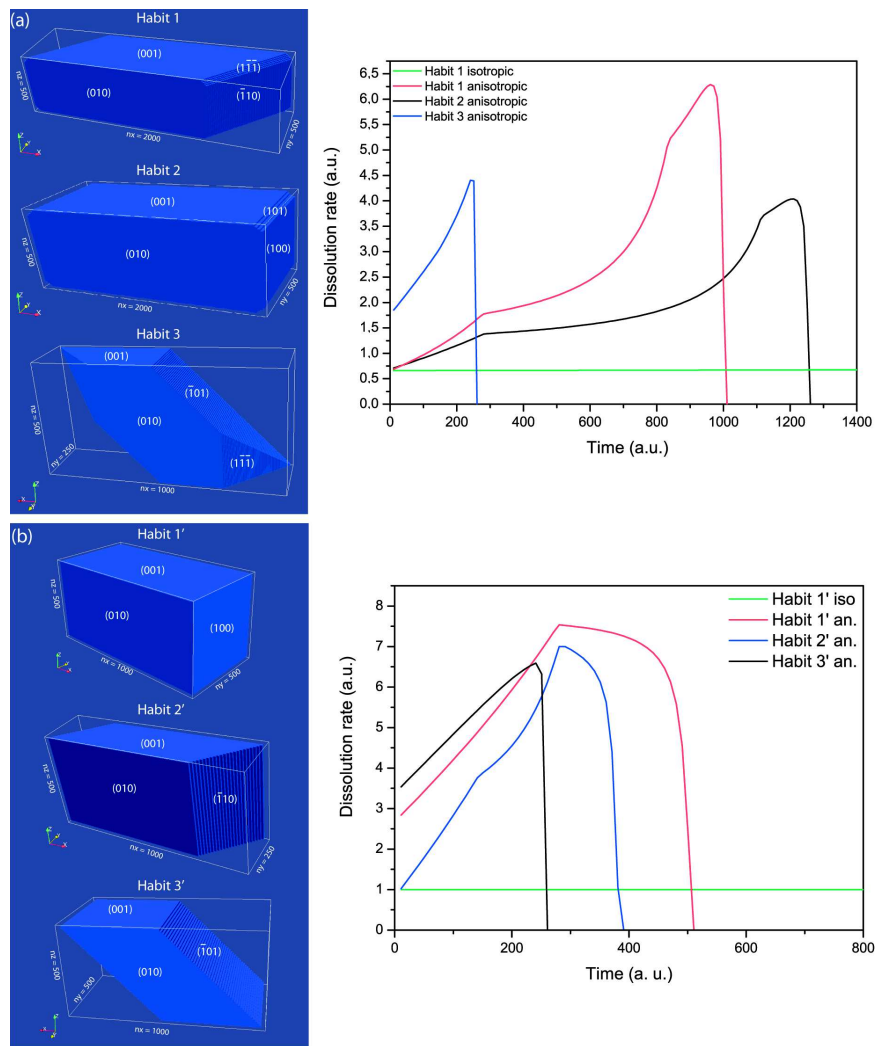 (a)
Habit 1
(001)
(11̅1̅)
(010)
(1̅10)
nz = 500
nx = 2000
ny = 500
Z
Y
X
Habit 2
(001)
(101)
(010)
(100)
nz = 500
nx = 2000
ny = 500
Z
Y
X
Habit 3
(001)
(1̅01)
(010)
(11̅1̅)
nz = 500
ny = 250
nx = 1000
Z
X
Y
Habit 1 isotropic
Habit 1 anisotropic
Habit 2 anisotropic
Habit 3 anisotropic
Dissolution rate (a.u.)
6.5
6.0
5.5
5.0
4.5
4.0
3.5
3.0
2.5
2.0
1.5
1.0
0.5
0.0
0 200 400 600 800 1000 1200 1400
Time (a.u.)
(b)
Habit 1'
(001)
(010)
(100)
nz = 500
nx = 1000
ny = 500
Z
Y
X
Habit 2'
(001)
(010)
(1̅10)
nz = 500
nx = 1000
ny = 250
Z
Y
X
Habit 3'
(001)
(1̅01)
(010)
nz = 500
ny = 500
nx = 1000
Z
X
Y
Habit 1' iso
Habit 1' an.
Habit 2' an.
Habit 3' an.
Dissolution rate (a.u.)
8
7
6
5
4
3
2
1
0
0 200 400 600 800
Time (a. u.)